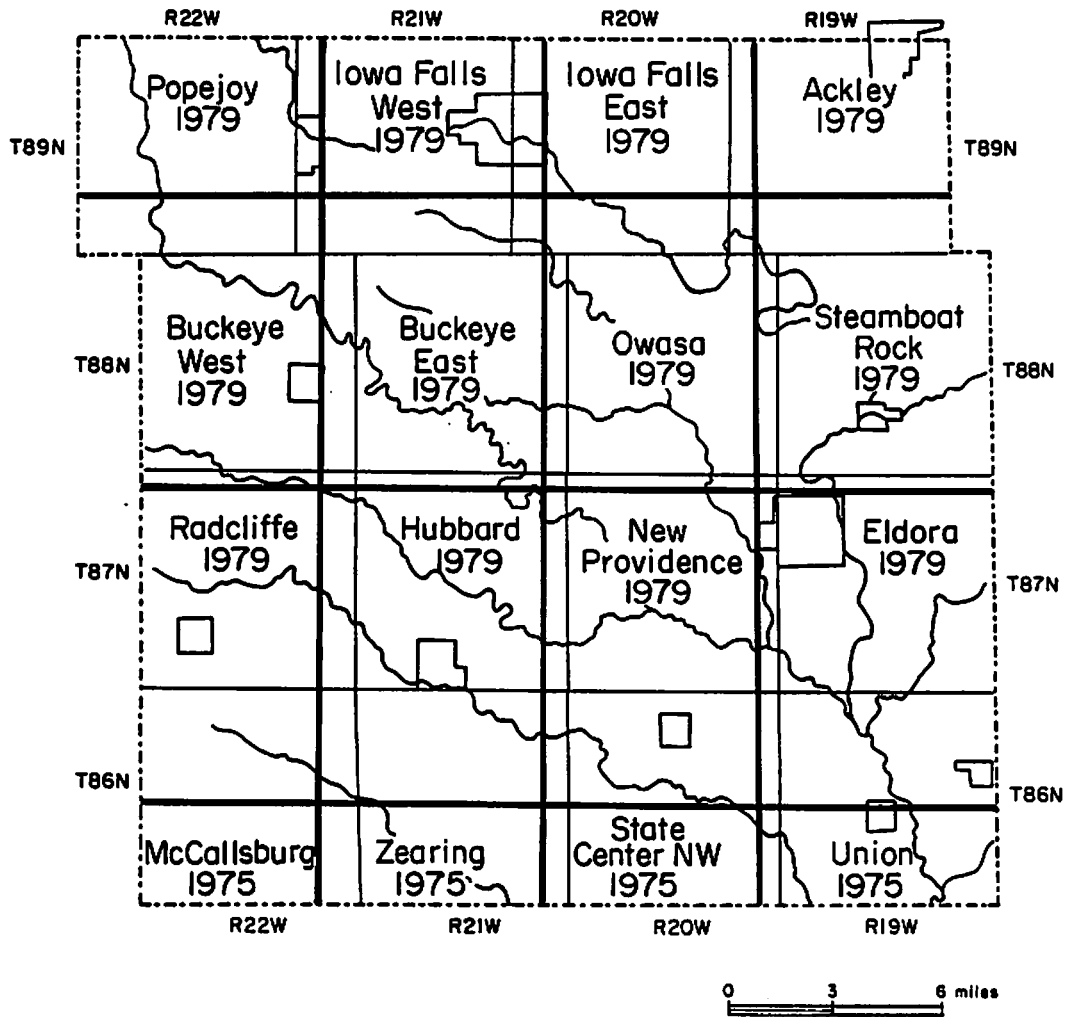 R22W R21W R20W R19W
Popejoy
1979
Iowa Falls
West
1979
Iowa Falls
East
1979
Ackley
1979
T89N T89N
Buckeye
West
1979
Buckeye
East
1979
Owasa
1979
Steamboat
Rock
1979
T88N T88N
Radcliffe
1979
Hubbard
1979
New
Providence
1979
Eldora
1979
T87N T87N
T86N T86N
McCallsburg
1975
Zearing
1975
State
Center NW
1975
Union
1975
R22W R21W R20W R19W
0 3 6 miles